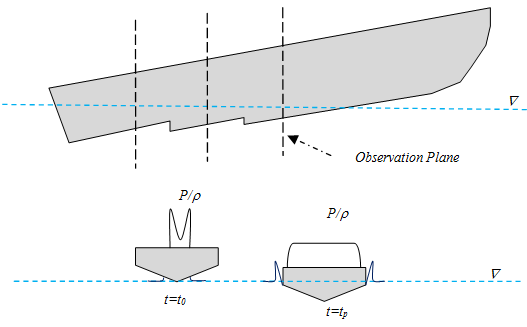 ∇
Observation Plane
P/ρ
P/ρ
∇
t=t₀
t=tₚ